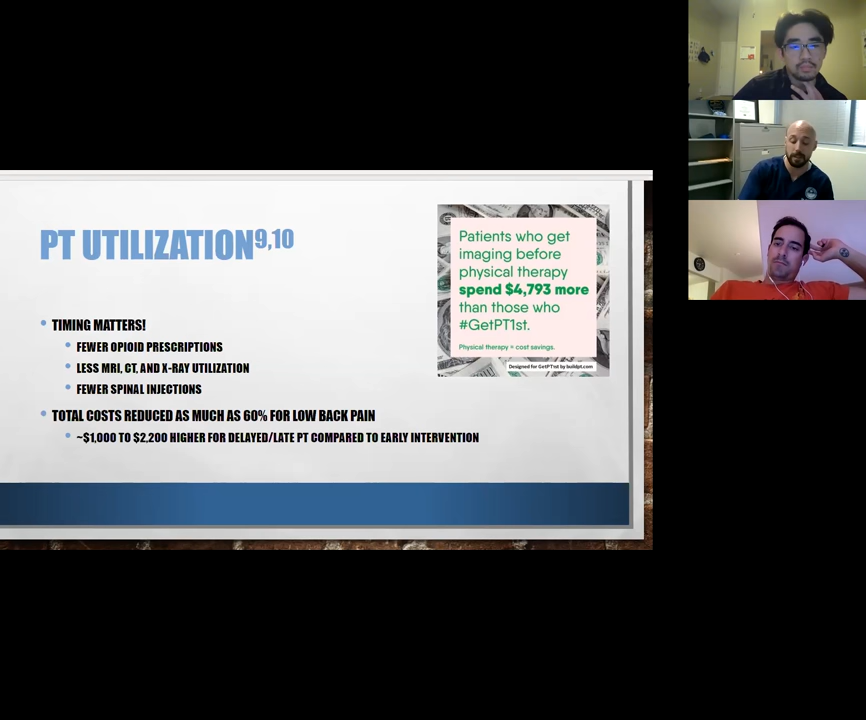 PT UTILIZATION9,10
TIMING MATTERS!
FEWER OPIOID PRESCRIPTIONS
LESS MRI, CT, AND X-RAY UTILIZATION
FEWER SPINAL INJECTIONS
TOTAL COSTS REDUCED AS MUCH AS 60% FOR LOW BACK PAIN
~$1,000 TO $2,200 HIGHER FOR DELAYED/LATE PT COMPARED TO EARLY INTERVENTION
Patients who get
imaging before
physical therapy
spend $4,793 more
than those who
#GetPT1st.
Physical therapy = cost savings.
Designed for GetPT1st by buildpt.com